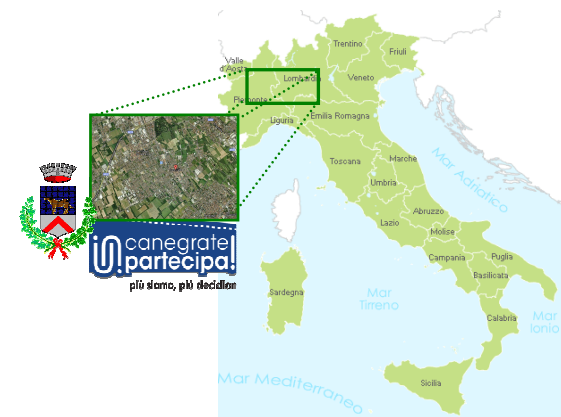 Trentino
Friuli
Valle
d'Aosta
Lombardia
Veneto
Piemonte
Emilia Romagna
Liguria
Toscana
Marche
Mar Adriatico
Umbria
Abruzzo
Lazio
Molise
Campania
Puglia
Basilicata
canegrate
partecipa!
più siamo, più decidiam
Sardegna
Mar
Tirreno
Calabria
Mar
Ionio
Mar Mediterraneo
Sicilia